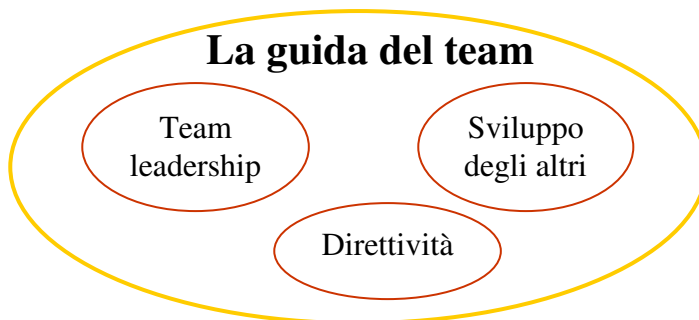 La guida del team
Team
leadership
Sviluppo
degli altri
Direttività